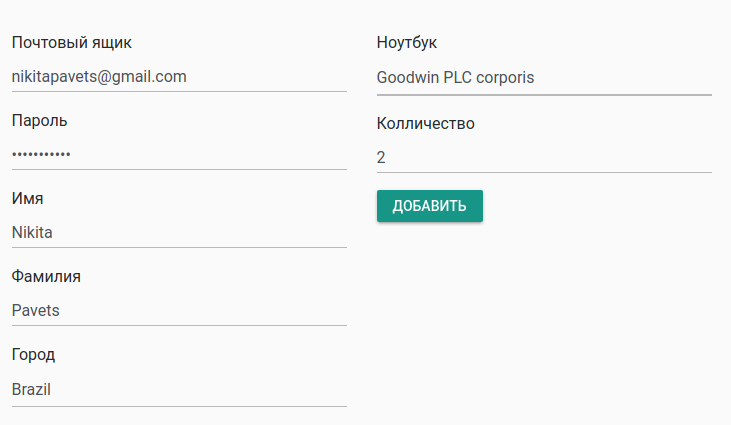 Почтовый ящик
nikitapavets@gmail.com
Пароль
•••••••••••
Имя
Nikita
Фамилия
Pavets
Город
Brazil
Ноутбук
Goodwin PLC corporis
Колличество
2
ДОБАВИТЬ